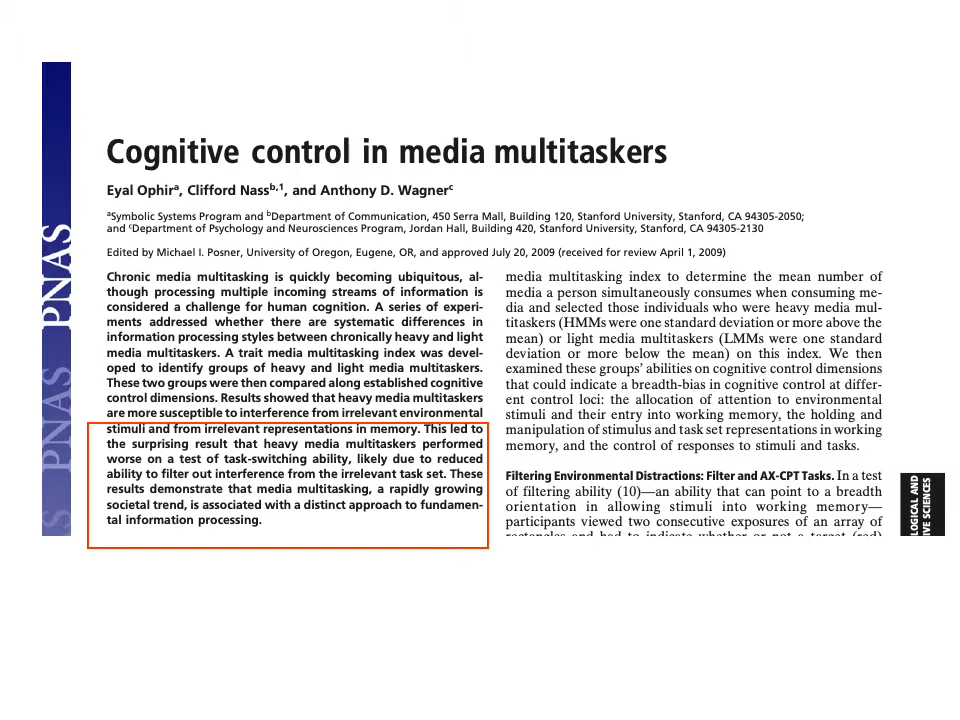 Cognitive control in media multitaskers
Eyal Ophirᵃ, Clifford Nassᵇ,¹, and Anthony D. Wagnerᶜ
ᵃSymbolic Systems Program and ᵇDepartment of Communication, 450 Serra Mall, Building 120, Stanford University, Stanford, CA 94305-2050;
and ᶜDepartment of Psychology and Neurosciences Program, Jordan Hall, Building 420, Stanford University, Stanford, CA 94305-2130
Edited by Michael I. Posner, University of Oregon, Eugene, OR, and approved July 20, 2009 (received for review April 1, 2009)
Chronic media multitasking is quickly becoming ubiquitous, al-
though processing multiple incoming streams of information is
considered a challenge for human cognition. A series of experi-
ments addressed whether there are systematic differences in
information processing styles between chronically heavy and light
media multitaskers. A trait media multitasking index was devel-
oped to identify groups of heavy and light media multitaskers.
These two groups were then compared along established cognitive
control dimensions. Results showed that heavy media multitaskers
are more susceptible to interference from irrelevant environmental
stimuli and from irrelevant representations in memory. This led to
the surprising result that heavy media multitaskers performed
worse on a test of task-switching ability, likely due to reduced
ability to filter out interference from the irrelevant task set. These
results demonstrate that media multitasking, a rapidly growing
societal trend, is associated with a distinct approach to fundamen-
tal information processing.
media multitasking index to determine the mean number of
media a person simultaneously consumes when consuming me-
dia and selected those individuals who were heavy media mul-
titaskers (HMMs were one standard deviation or more above the
mean) or light media multitaskers (LMMs were one standard
deviation or more below the mean) on this index. We then
examined these groups' abilities on cognitive control dimensions
that could indicate a breadth-bias in cognitive control at differ-
ent control loci: the allocation of attention to environmental
stimuli and their entry into working memory, the holding and
manipulation of stimulus and task set representations in working
memory, and the control of responses to stimuli and tasks.
Filtering Environmental Distractions: Filter and AX-CPT Tasks. In a test
of filtering ability (10)—an ability that can point to a breadth
orientation in allowing stimuli into working memory—
participants viewed two consecutive exposures of an array of
rectangles and had to indicate whether or not a target (red)
PNAS
PNAS
LOGICAL AND
IVE SCIENCES